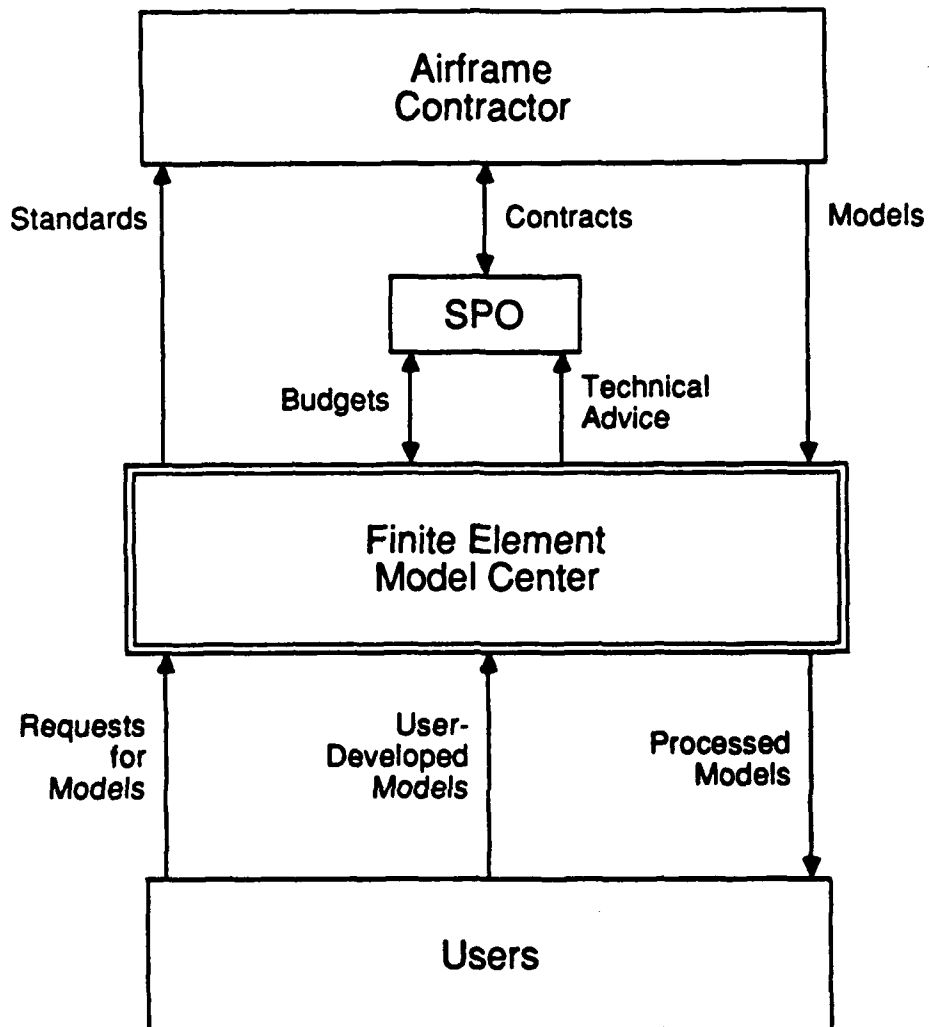 Airframe
Contractor
Standards
Contracts
Models
SPO
Budgets
Technical
Advice
Finite Element
Model Center
Requests
for
Models
User-
Developed
Models
Processed
Models
Users